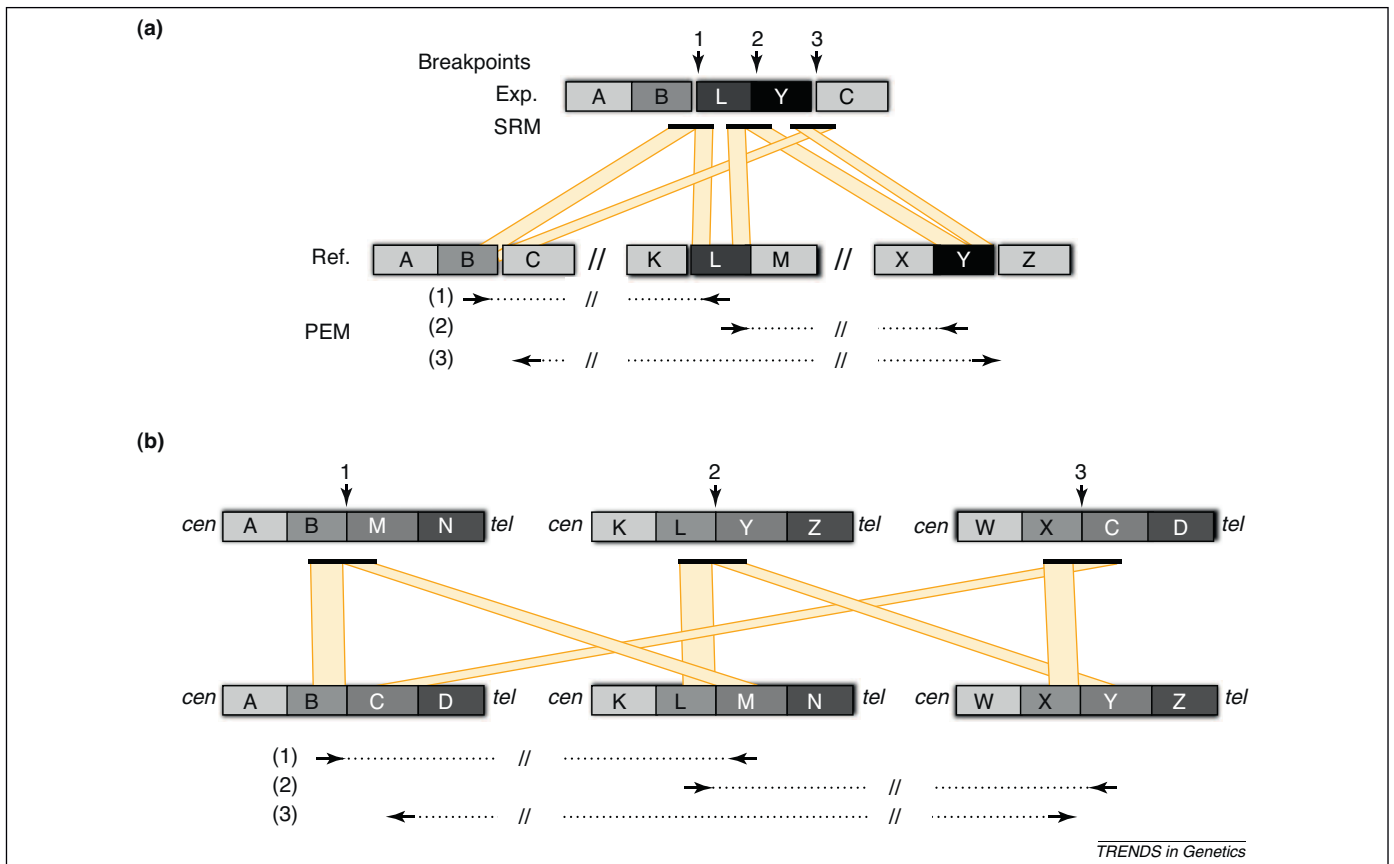 (a)
1 2 3
Breakpoints
Exp. A B L Y C
SRM
Ref. A B C // K L M // X Y Z
(1) //
PEM (2) //
(3) // //
(b)
1 2 3
cen A B M N tel cen K L Y Z tel cen W X C D tel
cen A B C D tel cen K L M N tel cen W X Y Z tel
(1) //
(2) //
(3) // //
TRENDS in Genetics